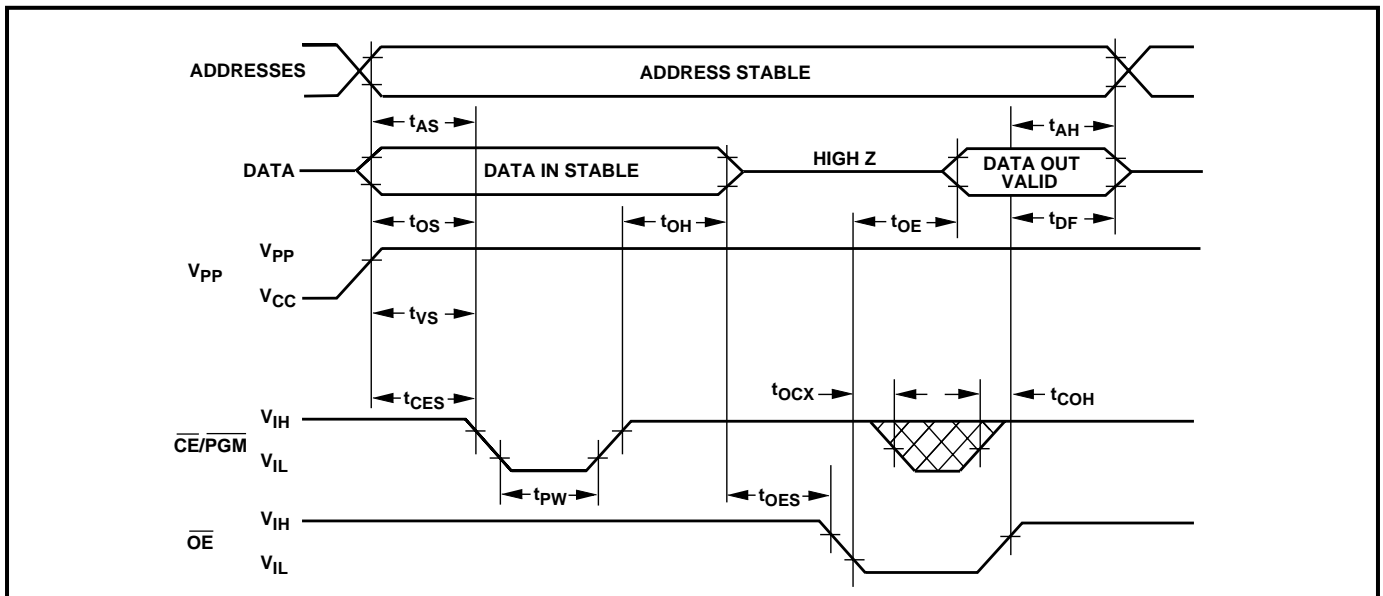 ADDRESSES
ADDRESS STABLE
tAS
tAH
DATA
DATA IN STABLE
HIGH Z
DATA OUT
VALID
tOS
tOH
tOE
tDF
VPP
VPP
VCC
tVS
tOCX
tCOH
tCES
VIH
CE/PGM
VIL
tPW
tOES
VIH
OE
VIL